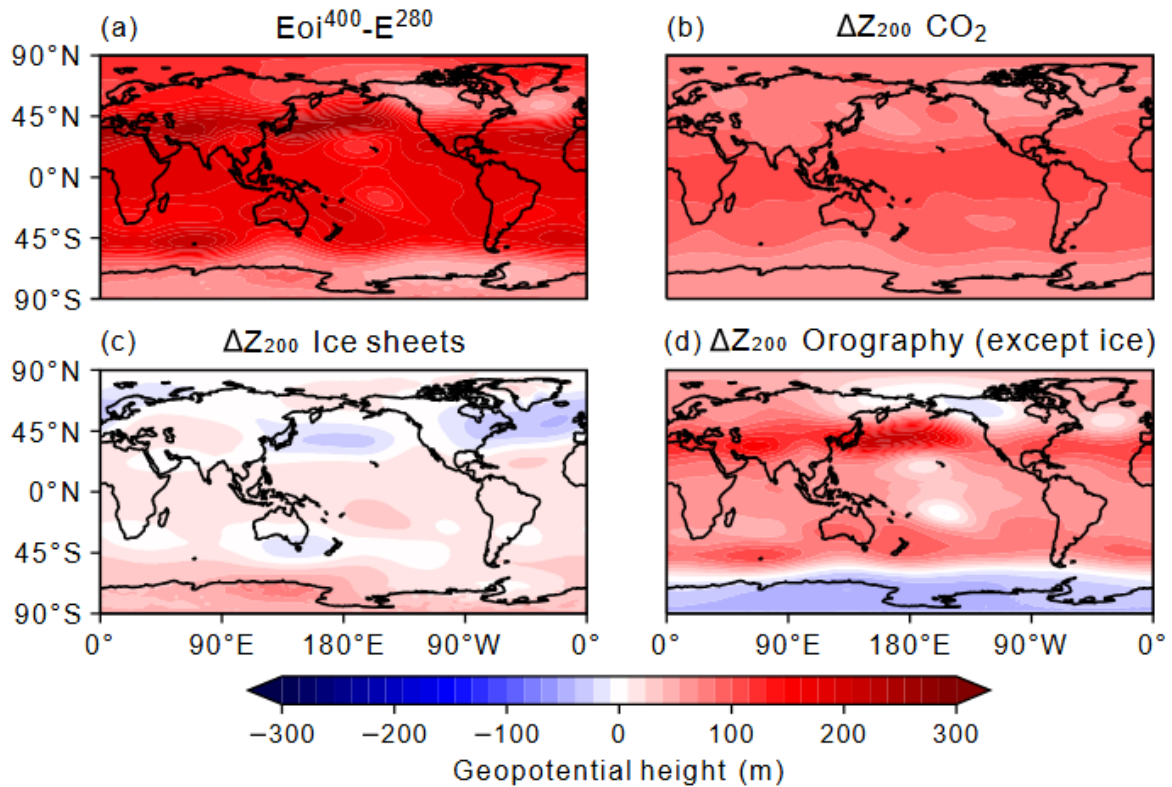 (a) Eoi⁴⁰⁰-E²⁸⁰
(b) ΔZ₂₀₀ CO₂
90°N
45°N
0°N
45°S
90°S
(c) ΔZ₂₀₀ Ice sheets
(d) ΔZ₂₀₀ Orography (except ice)
90°N
45°N
0°N
45°S
90°S
0° 90°E 180°E 90°W 0°
0° 90°E 180°E 90°W 0°
−300 −200 −100 0 100 200 300
Geopotential height (m)